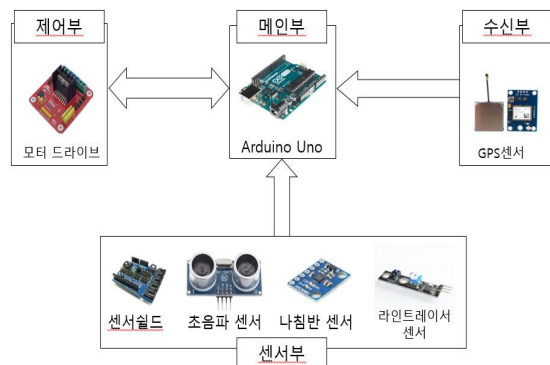 제어부
메인부
수신부
모터 드라이브
Arduino Uno
GPS센서
센서쉴드
초음파 센서
나침반 센서
라인트레이서
센서
센서부